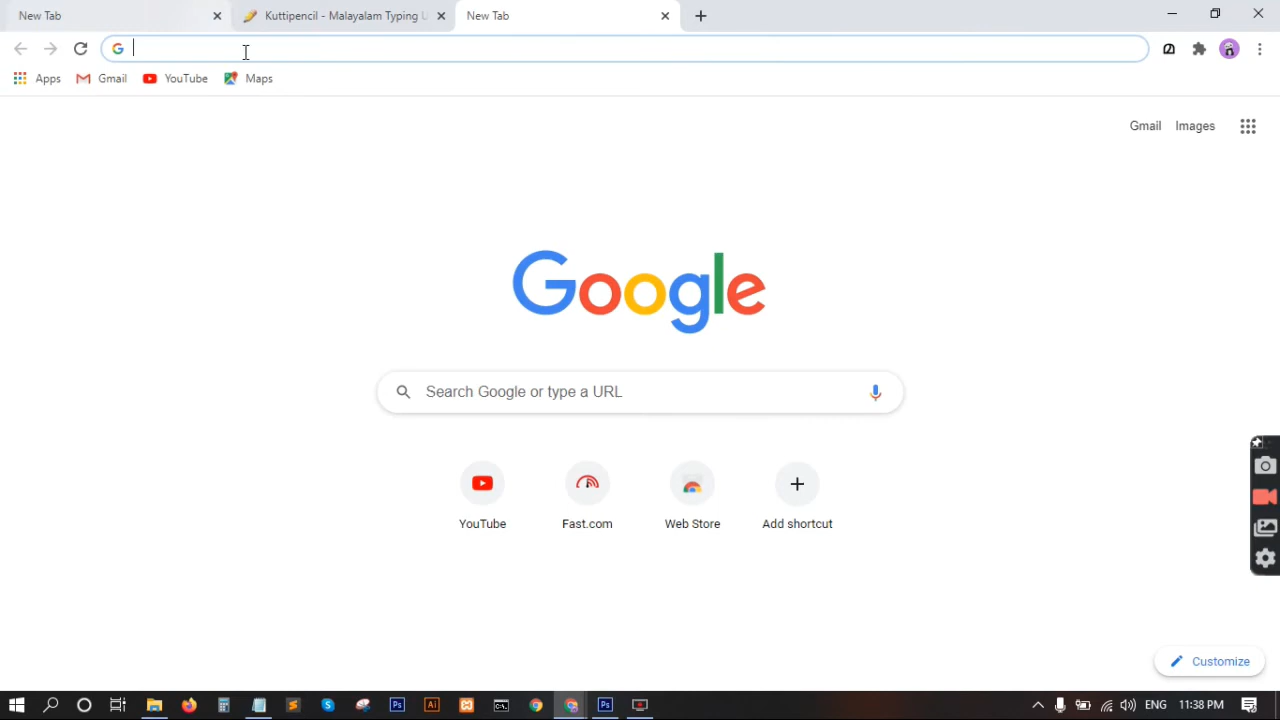 New Tab
Kuttipencil - Malayalam Typing U
New Tab
Apps
Gmail
YouTube
Maps
Gmail
Images
Google
Search Google or type a URL
YouTube
Fast.com
Web Store
Add shortcut
Customize
ENG
11:38 PM